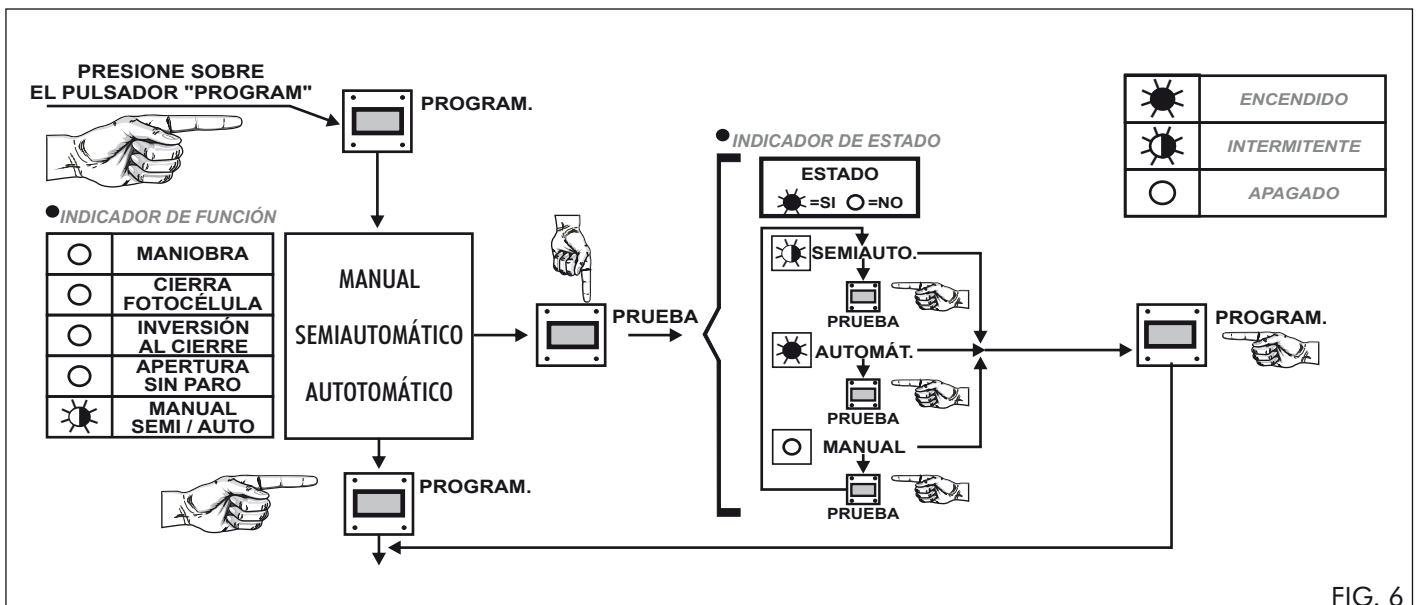 PRESIONE SOBRE
EL PULSADOR "PROGRAM"
PROGRAM.
INDICADOR DE FUNCIÓN
MANIOBRA
CIERRA
FOTOCÉLULA
INVERSIÓN
AL CIERRE
APERTURA
SIN PARO
MANUAL
SEMI / AUTO
MANUAL
SEMIAUTOMÁTICO
AUTOTOMÁTICO
PROGRAM.
PRUEBA
INDICADOR DE ESTADO
ESTADO
=SI =NO
SEMIAUTO.
PRUEBA
AUTOMÁT.
PRUEBA
MANUAL
PRUEBA
PROGRAM.
ENCENDIDO
INTERMITENTE
APAGADO
FIG. 6